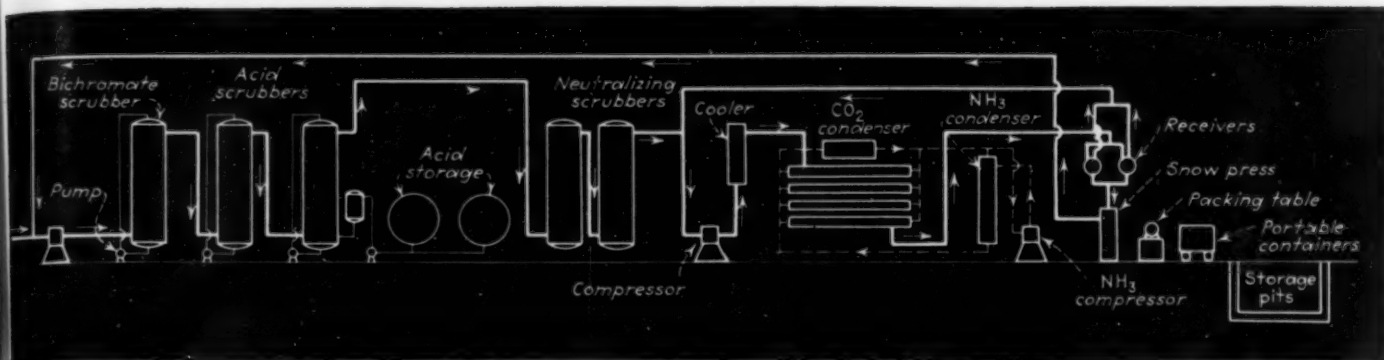 Bichromate
scrubber
Acid
scrubbers
Neutralizing
scrubbers
Cooler
CO2
condenser
NH3
condenser
Receivers
Acid
storage
Snow press
Pump
Packing table
Portable
containers
Compressor
NH3
compressor
Storage
pits